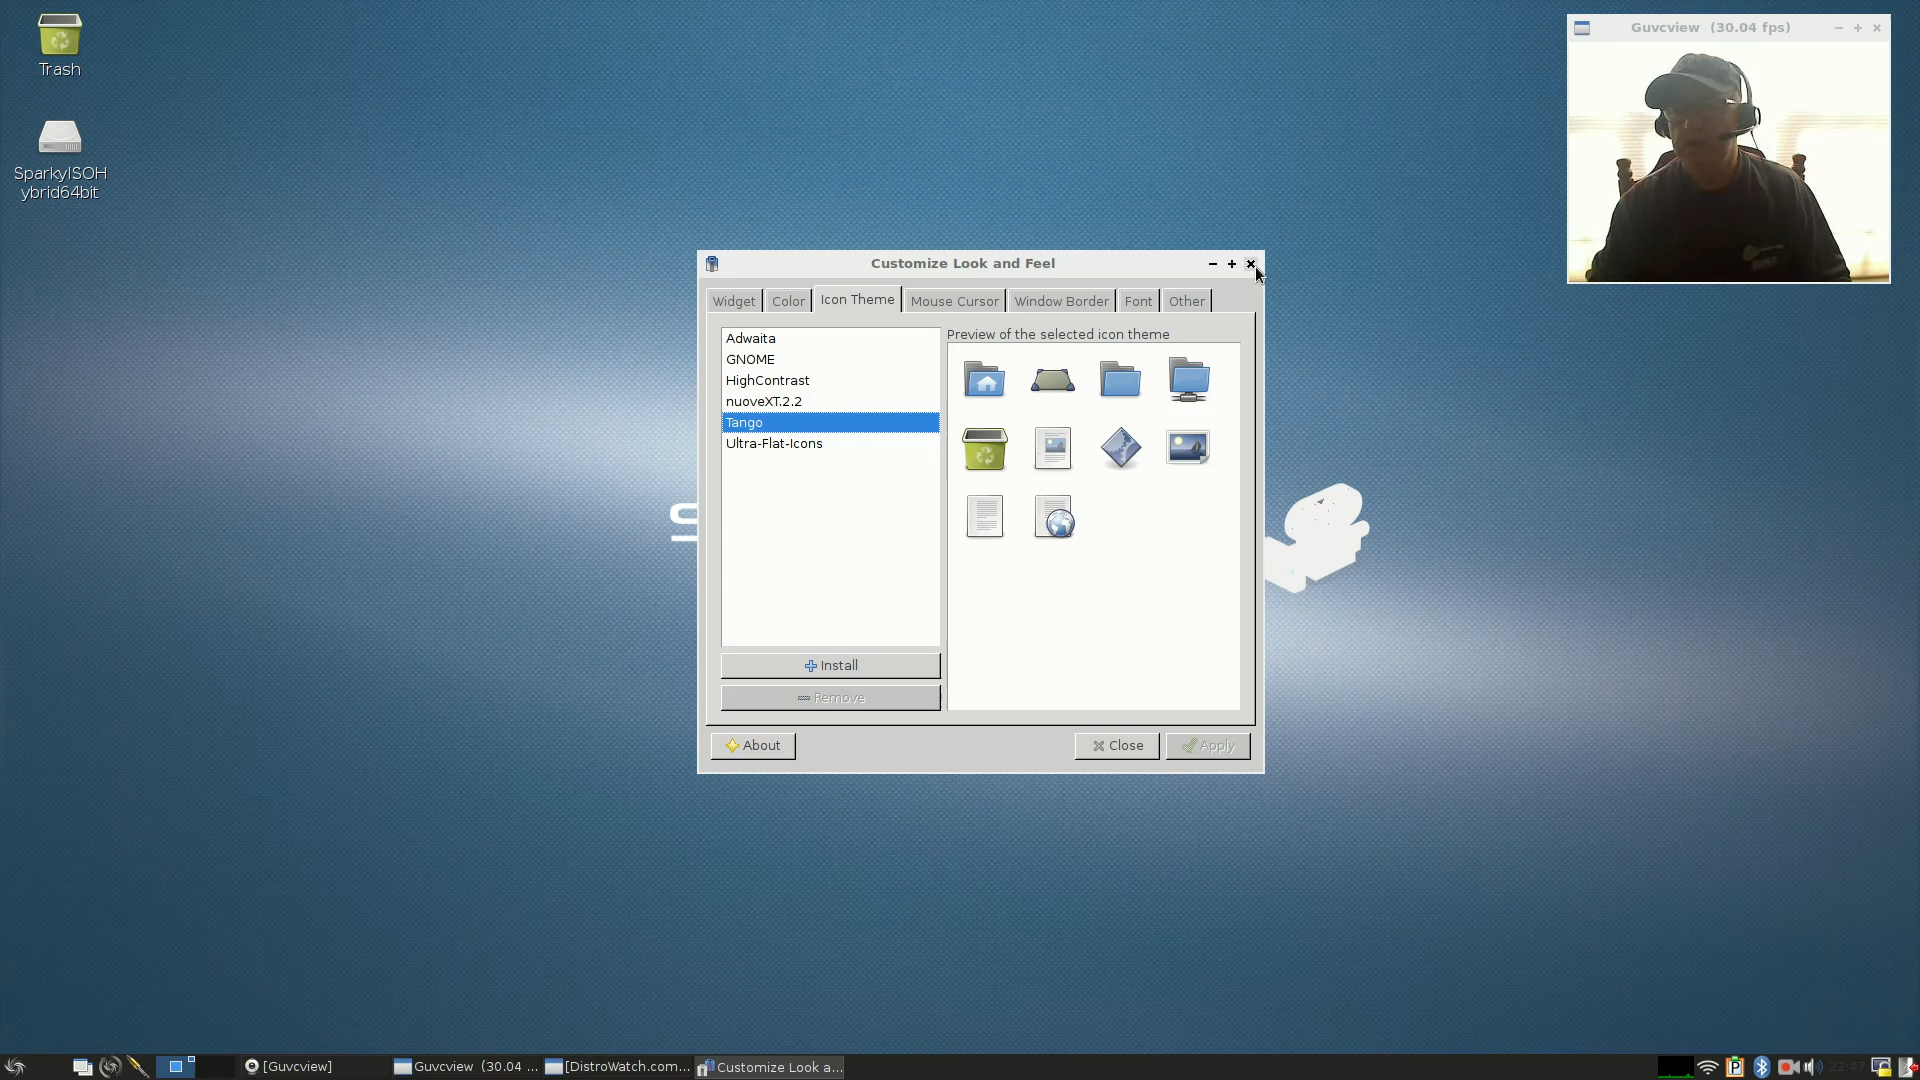 Trash
SparkyISOH
ybrid64bit
Guvcview (30.04 fps)
Customize Look and Feel
Widget
Color
Icon Theme
Mouse Cursor
Window Border
Font
Other
Adwaita
GNOME
HighContrast
nuoveXT.2.2
Tango
Ultra-Flat-Icons
Preview of the selected icon theme
Install
Remove
About
Close
Apply
[Guvcview]
Guvcview (30.04 ...
[DistroWatch.com...
Customize Look a...
P
22:47